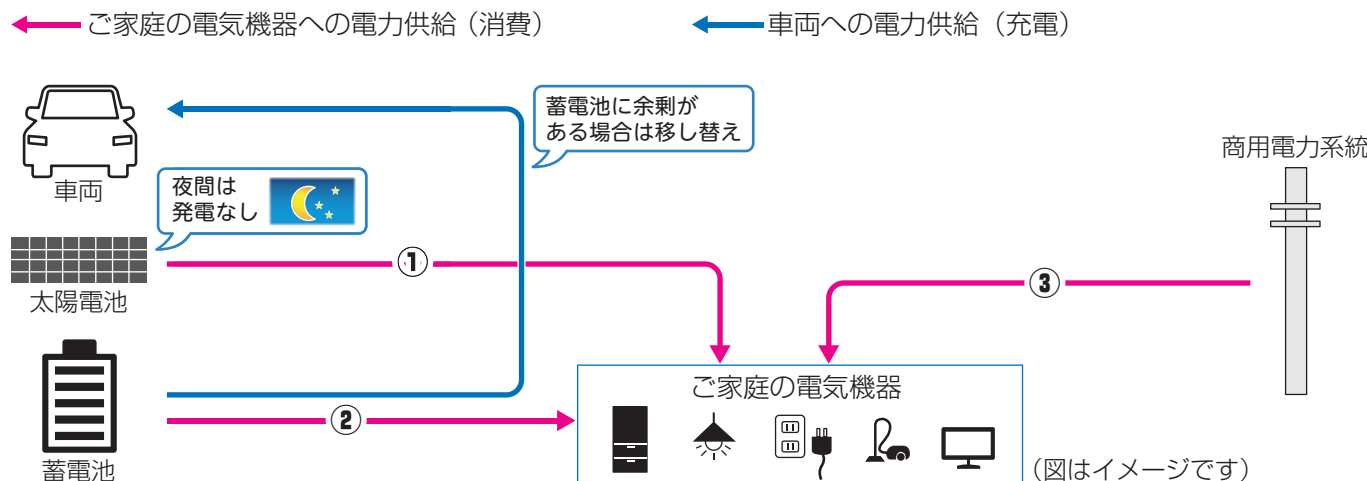 ご家庭の電気機器への電力供給（消費）
車両への電力供給（充電）
蓄電池に余剰が
ある場合は移し替え
商用電力系統
車両
夜間は
発電なし
①
太陽電池
③
ご家庭の電気機器
②
蓄電池
（図はイメージです）